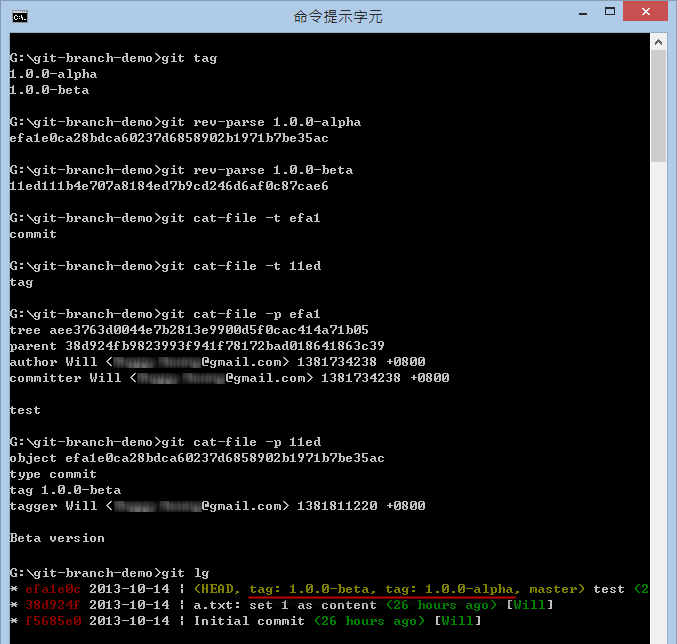 命令提示字元
G:\git-branch-demo>git tag
1.0.0-alpha
1.0.0-beta
G:\git-branch-demo>git rev-parse 1.0.0-alpha
efa1e0ca28bdca60237d6858902b1971b7be35ac
G:\git-branch-demo>git rev-parse 1.0.0-beta
11ed111b4e707a8184ed7b9cd246d6af0c87cae6
G:\git-branch-demo>git cat-file -t efa1
commit
G:\git-branch-demo>git cat-file -t 11ed
tag
G:\git-branch-demo>git cat-file -p efa1
tree aee3763d0044e7b2813e9900d5f0cac414a71b05
parent 38d924fb9823993f941f78172bad018641863c39
author Will <@gmail.com> 1381734238 +0800
committer Will <@gmail.com> 1381734238 +0800
test
G:\git-branch-demo>git cat-file -p 11ed
object efa1e0ca28bdca60237d6858902b1971b7be35ac
type commit
tag 1.0.0-beta
tagger Will <@gmail.com> 1381811220 +0800
Beta version
G:\git-branch-demo>git lg
* efa1e0c 2013-10-14 ¦ (HEAD, tag: 1.0.0-beta, tag: 1.0.0-alpha, master) test (2
* 38d924f 2013-10-14 ¦ a.txt: set 1 as content (26 hours ago) [Will]
* f5685e0 2013-10-14 ¦ Initial commit (26 hours ago) [Will]